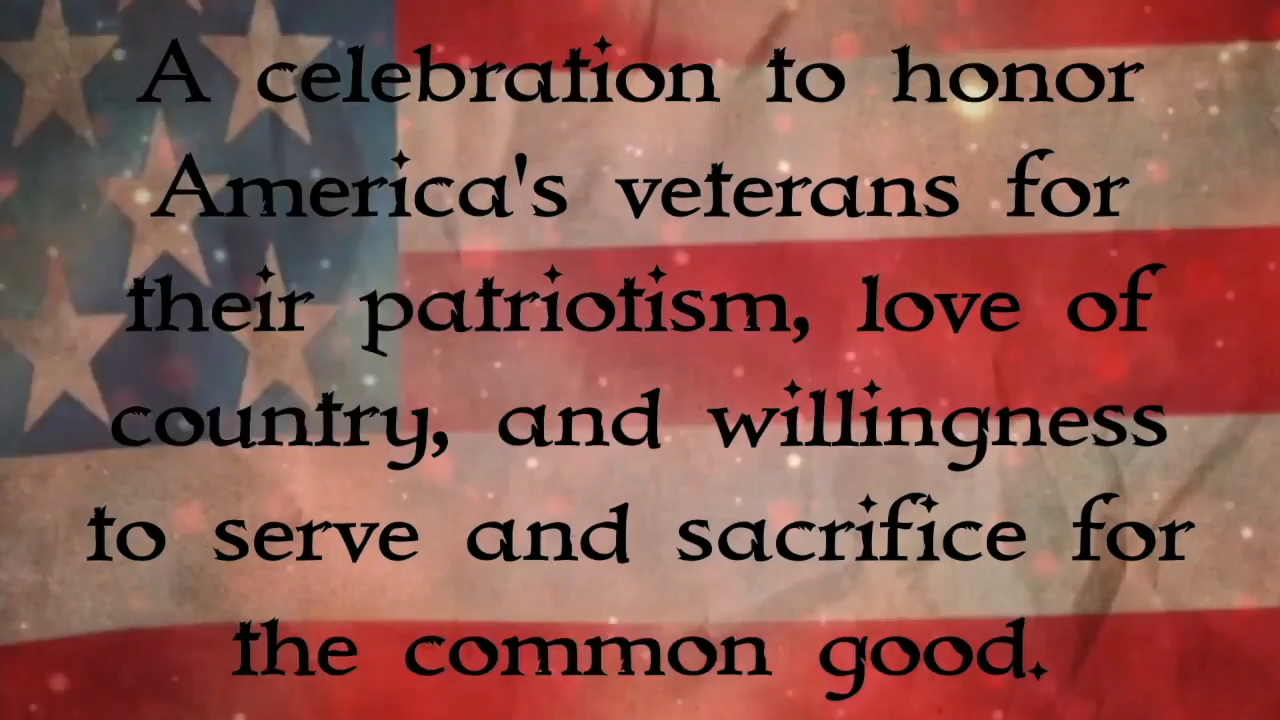 A celebration to honor
America's veterans for
their patriotism, love of
country, and willingness
to serve and sacrifice for
the common good.